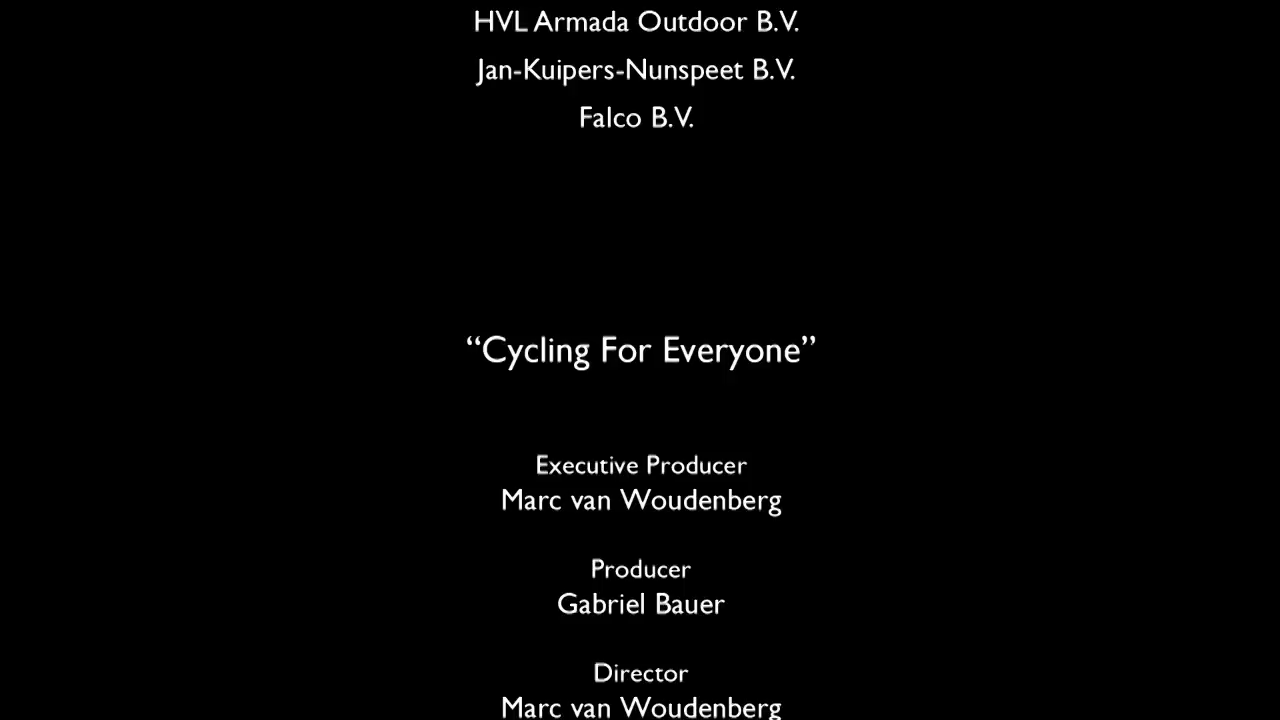 HVL Armada Outdoor B.V.
Jan-Kuipers-Nunspeet B.V.
Falco B.V.
“Cycling For Everyone”
Executive Producer
Marc van Woudenberg
Producer
Gabriel Bauer
Director
Marc van Woudenberg